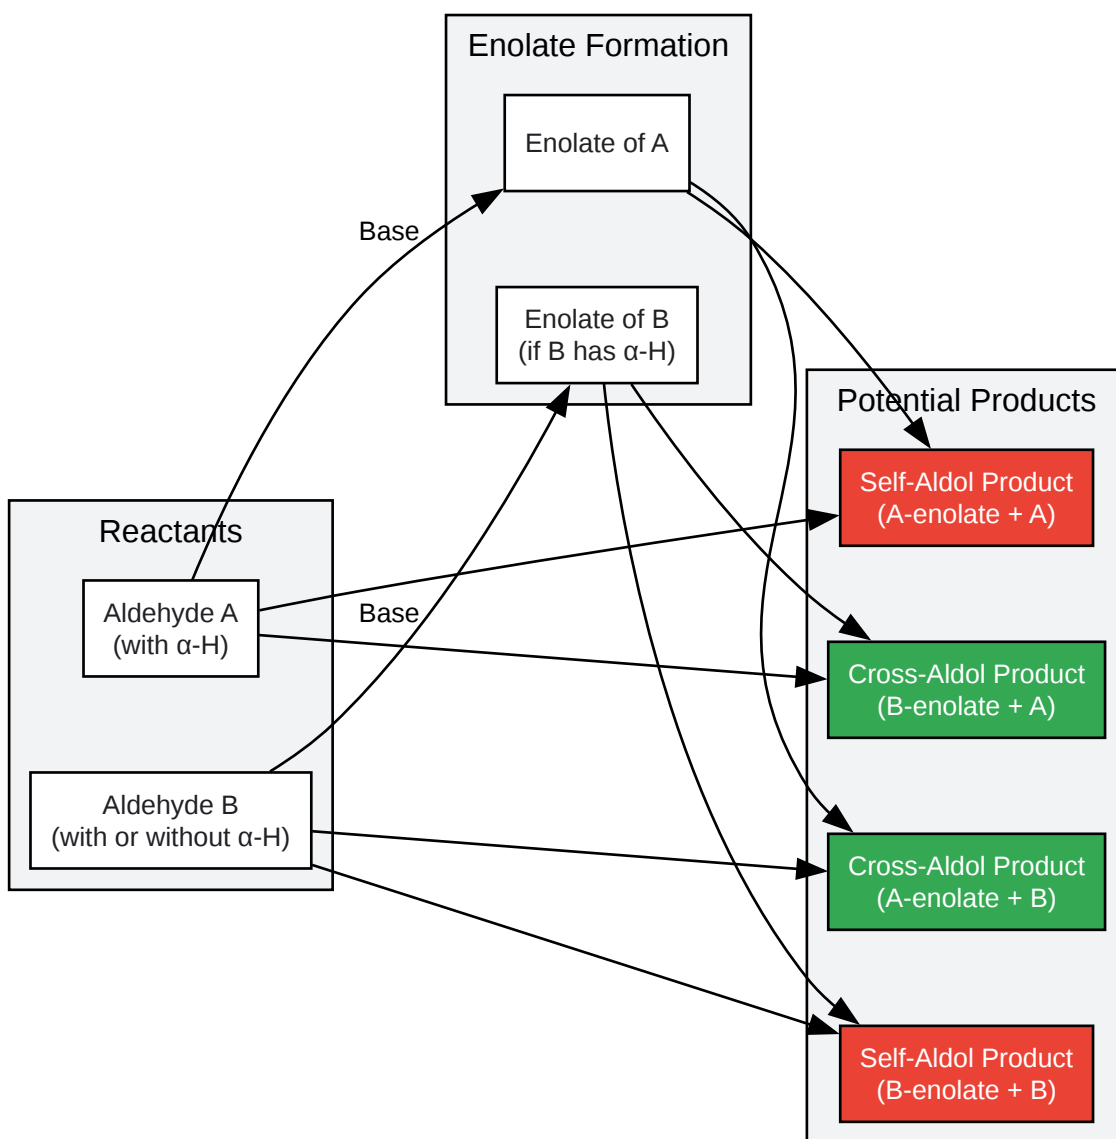 Enolate Formation
Enolate of A
Base
Enolate of B
(if B has α-H)
Potential Products
Self-Aldol Product
(A-enolate + A)
Reactants
Aldehyde A
(with α-H)
Base
Cross-Aldol Product
(B-enolate + A)
Aldehyde B
(with or without α-H)
Cross-Aldol Product
(A-enolate + B)
Self-Aldol Product
(B-enolate + B)